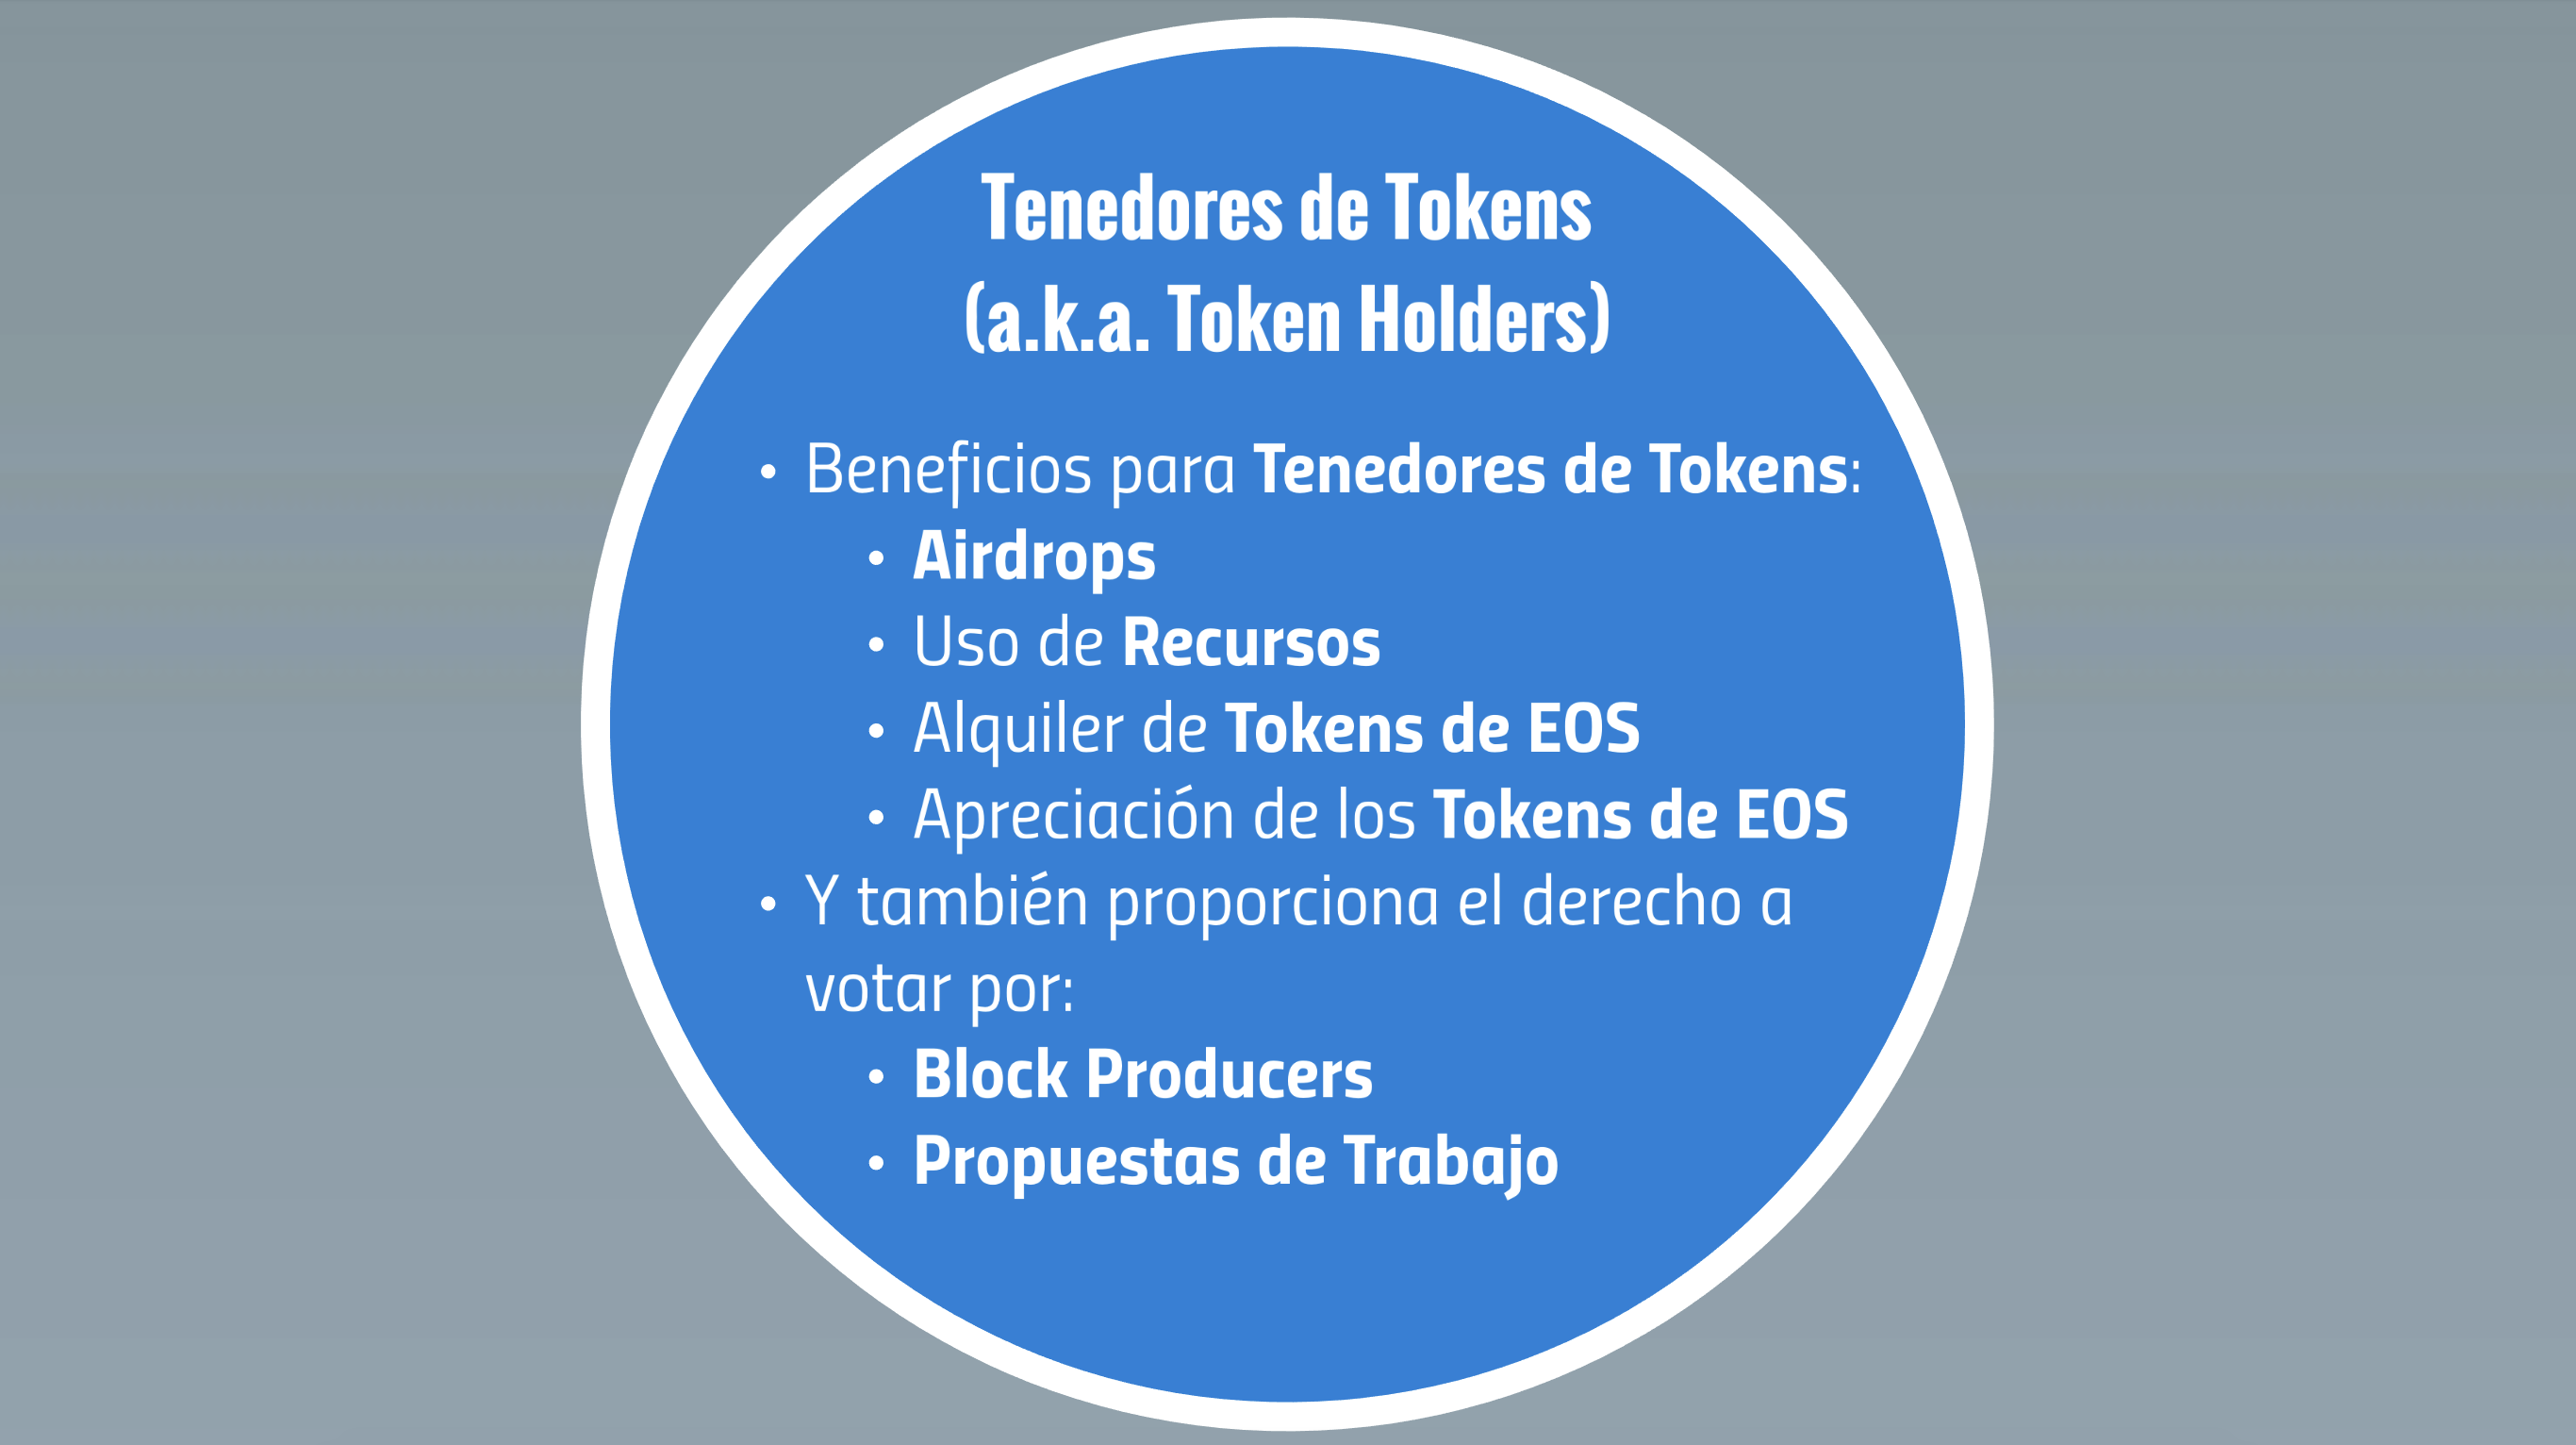 Tenedores de Tokens
(a.k.a. Token Holders)
• Beneficios para Tenedores de Tokens:
• Airdrops
• Uso de Recursos
• Alquiler de Tokens de EOS
• Apreciación de los Tokens de EOS
• Y también proporciona el derecho a
votar por:
• Block Producers
• Propuestas de Trabajo